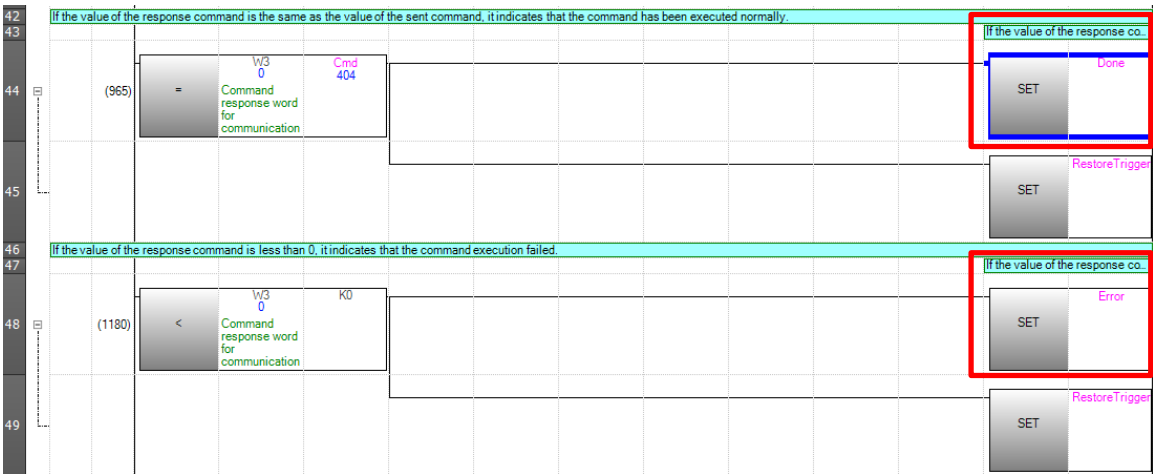 42 If the value of the response command is the same as the value of the sent command, it indicates that the command has been executed normally.
43 If the value of the response co...
W3 Cmd Done
0 404
44 (965) = Command SET
response word
for
communication
RestoreTrigger
45 SET
46 If the value of the response command is less than 0, it indicates that the command execution failed.
47 If the value of the response co...
W3 K0 Error
0
48 (1180) < Command SET
response word
for
communication
RestoreTrigger
49 SET